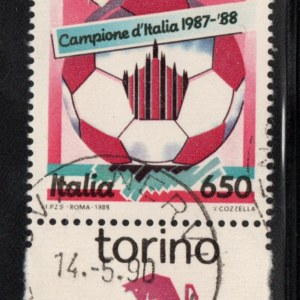 Campione d'Italia 1987-'88
Italia 650
I.P.Z.S. - ROMA - 1988 V. COZZELLA
torino
14.-5.90